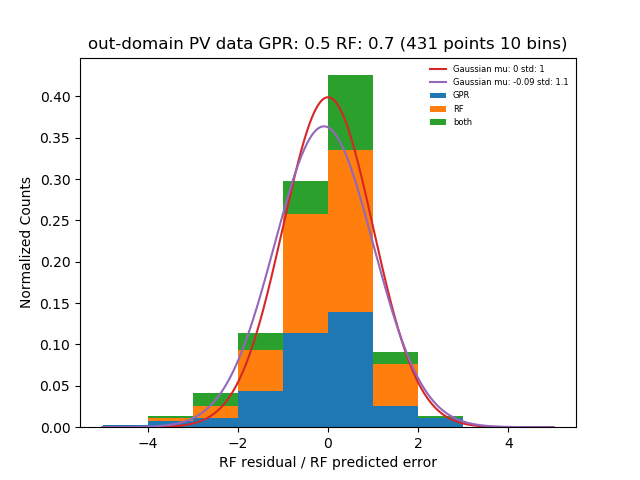 out-domain PV data GPR: 0.5 RF: 0.7 (431 points 10 bins)
Gaussian mu: 0 std: 1
Gaussian mu: -0.09 std: 1.1
GPR
RF
both
Normalized Counts
0.40
0.35
0.30
0.25
0.20
0.15
0.10
0.05
0.00
−4 −2 0 2 4
RF residual / RF predicted error